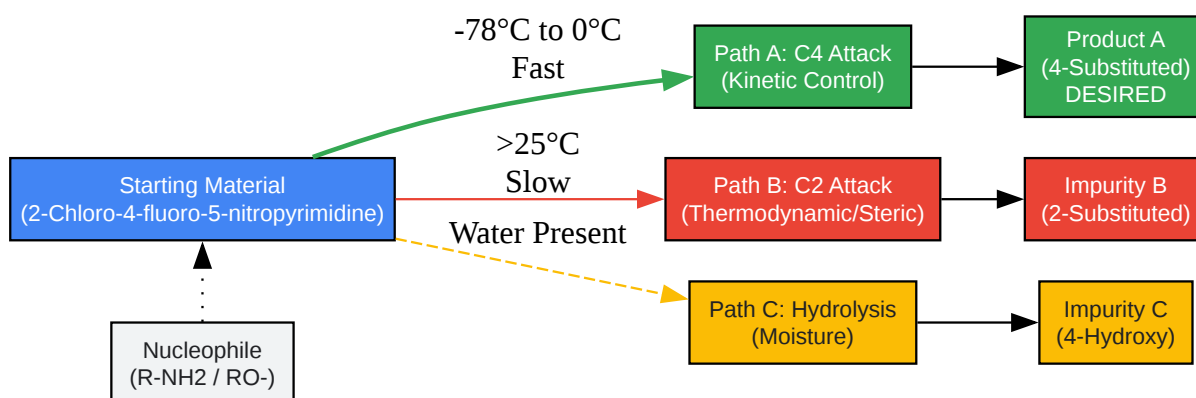 -78°C to 0°C
Fast
Path A: C4 Attack
(Kinetic Control)
Product A
(4-Substituted)
DESIRED
Starting Material
(2-Chloro-4-fluoro-5-nitropyrimidine)
>25°C
Slow
Path B: C2 Attack
(Thermodynamic/Steric)
Impurity B
(2-Substituted)
Water Present
Path C: Hydrolysis
(Moisture)
Impurity C
(4-Hydroxy)
Nucleophile
(R-NH2 / RO-)